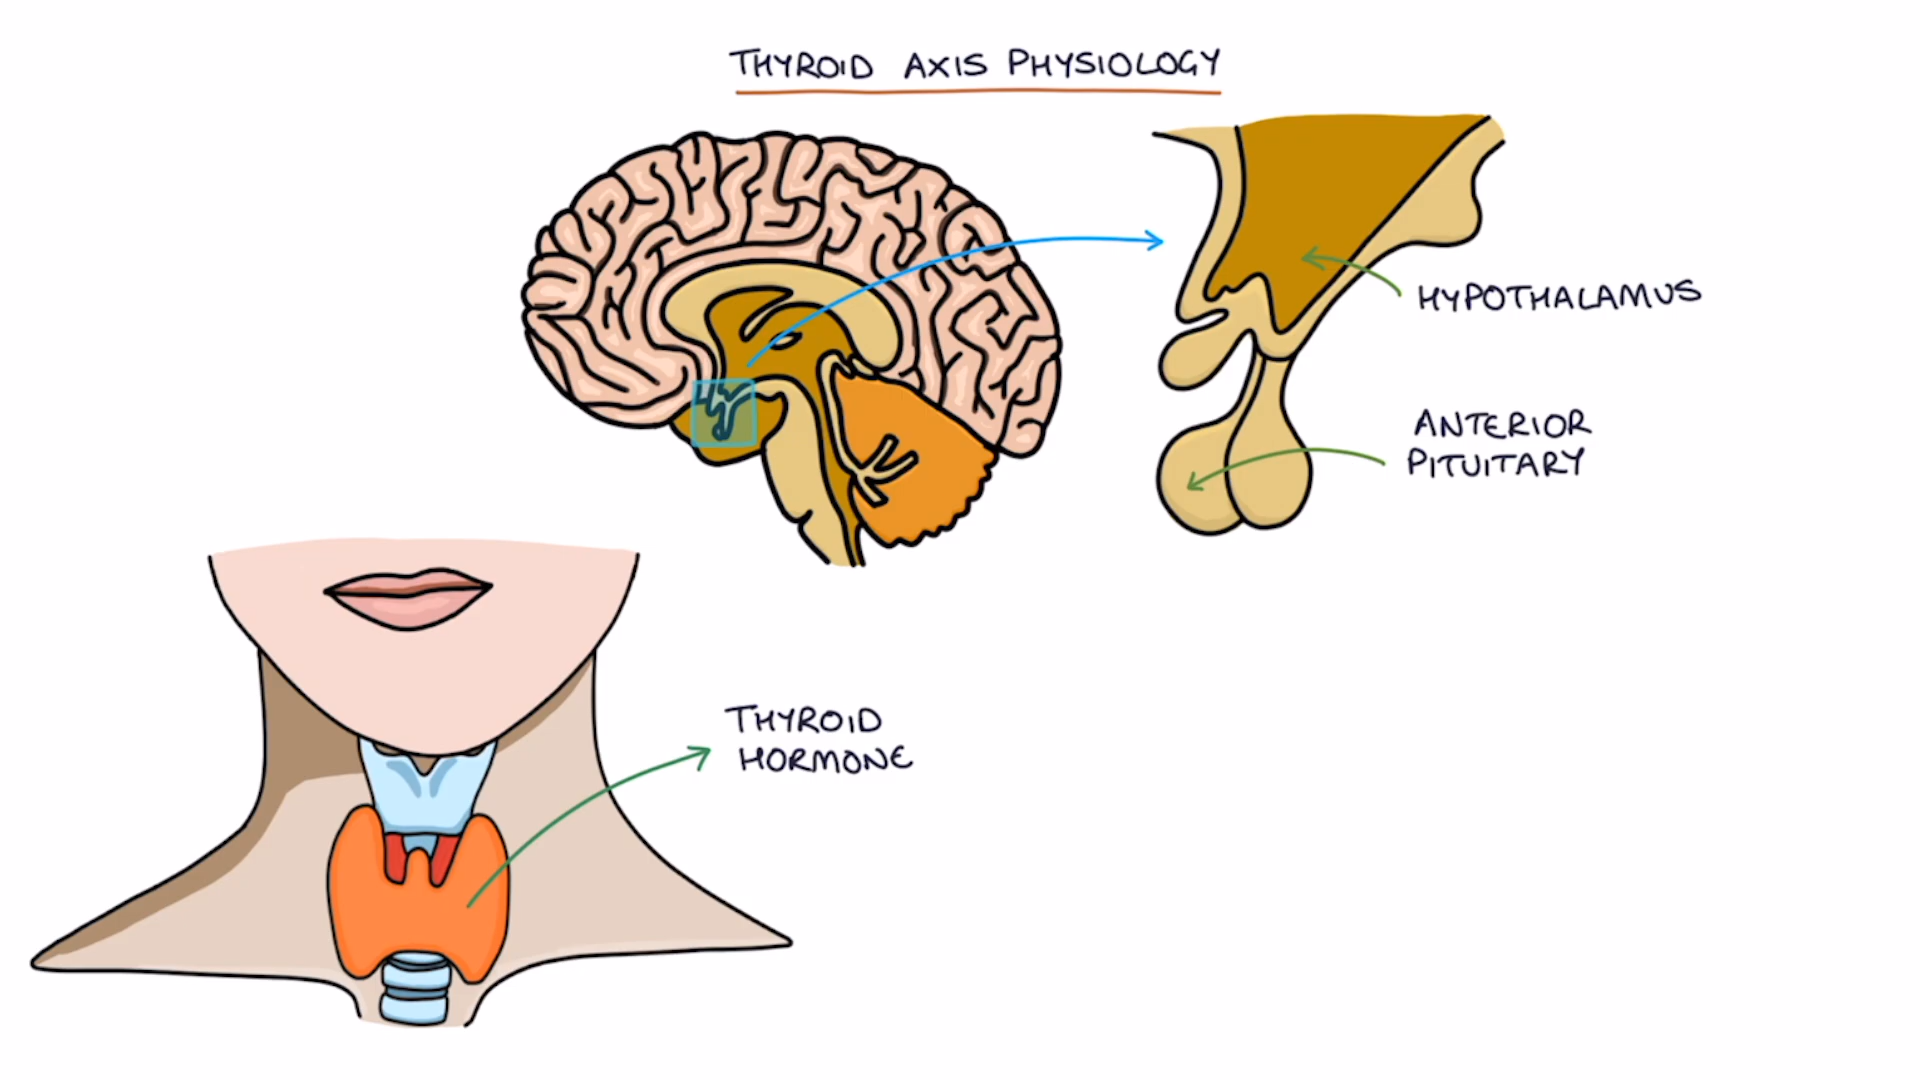 THYROID AXIS PHYSIOLOGY
HYPOTHALAMUS
ANTERIOR
PITUITARY
THYROID
HORMONE